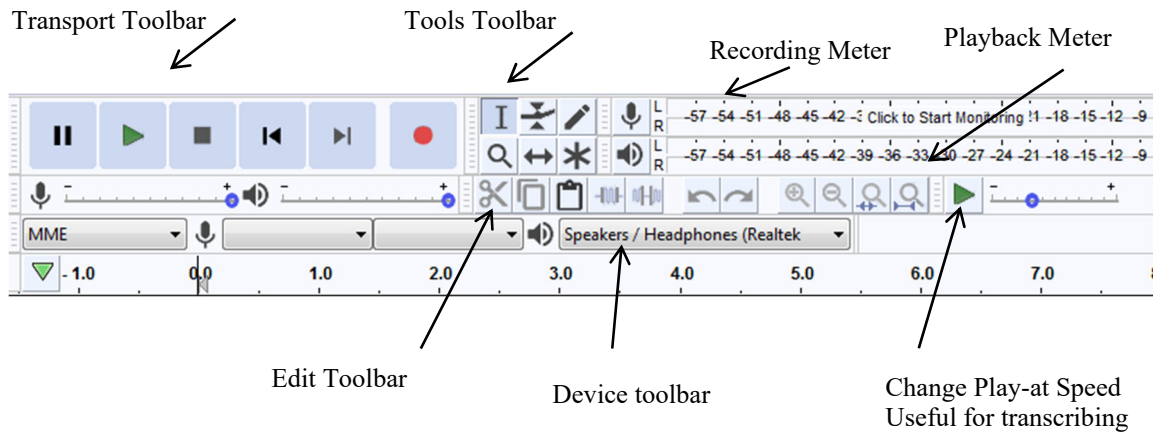 Transport Toolbar
Tools Toolbar
Recording Meter
Playback Meter
L
R
-57 -54 -51 -48 -45 -42 -3 Click to Start Monitoring !1 -18 -15 -12 -9
L
R
-57 -54 -51 -48 -45 -42 -39 -36 -33 -30 -27 -24 -21 -18 -15 -12 -9
- +
- +
- +
MME
Speakers / Headphones (Realtek
- 1.0 0.0 1.0 2.0 3.0 4.0 5.0 6.0 7.0
Edit Toolbar
Device toolbar
Change Play-at Speed
Useful for transcribing